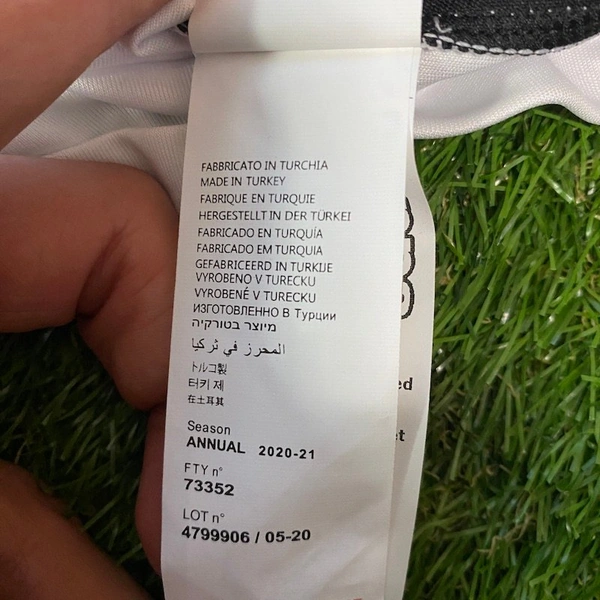 FABBRICATO IN TURCHIA
MADE IN TURKEY
FABRIQUE EN TURQUIE
HERGESTELLT IN DER TÜRKEI
FABRICADO EN TURQUÍA
FABRICADO EM TURQUIA
GEFABRICEERD IN TURKIJE
VYROBENO V TURECKU
VYROBENÉ V TURECKU
ИЗГОТОВЛЕННО В Турции
מיוצר בטורקיה
المحرز في تركيا
トルコ製
터키 제
在土耳其
ed
et
Season
ANNUAL 2020-21
FTY n°
73352
LOT n°
4799906 / 05-20